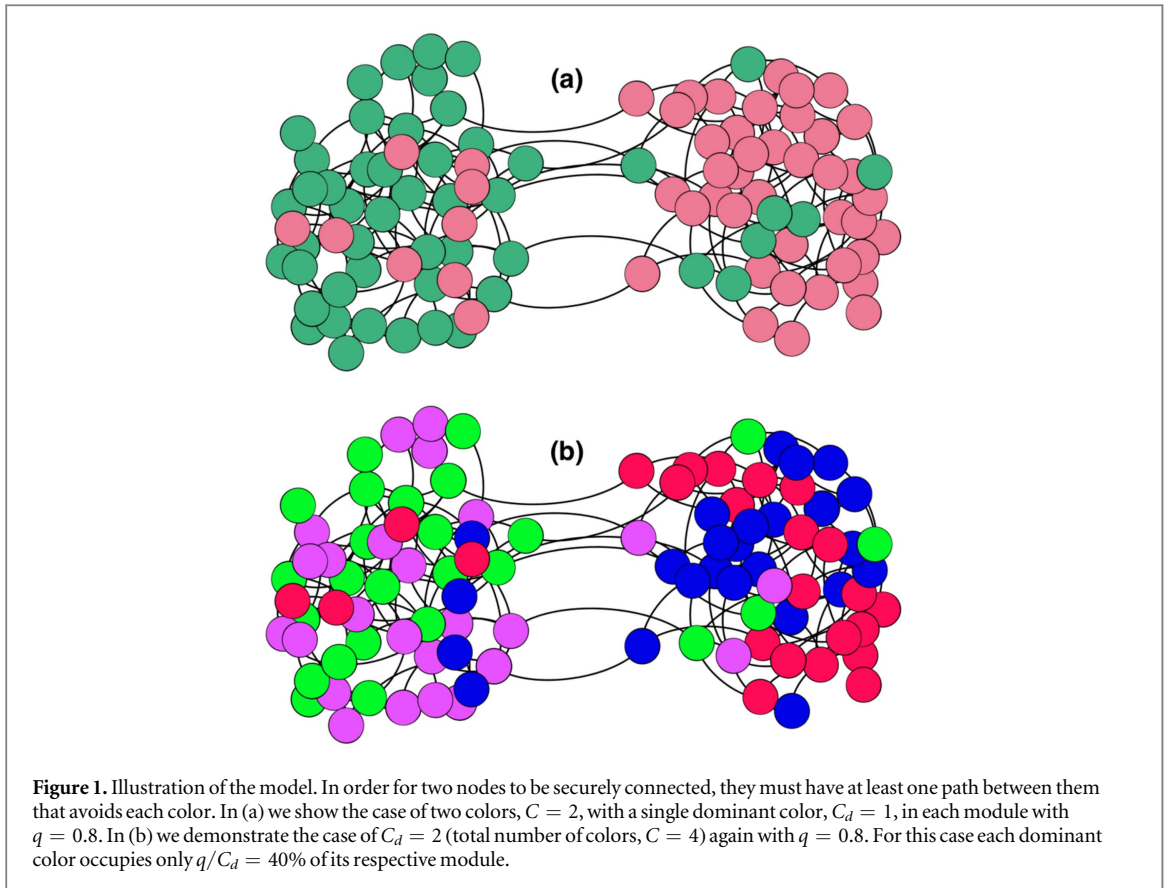 (a)
(b)
Figure 1. Illustration of the model. In order for two nodes to be securely connected, they must have at least one path between them
that avoids each color. In (a) we show the case of two colors, C = 2, with a single dominant color, C_d = 1, in each module with
q = 0.8. In (b) we demonstrate the case of C_d = 2 (total number of colors, C = 4) again with q = 0.8. For this case each dominant
color occupies only q/C_d = 40% of its respective module.